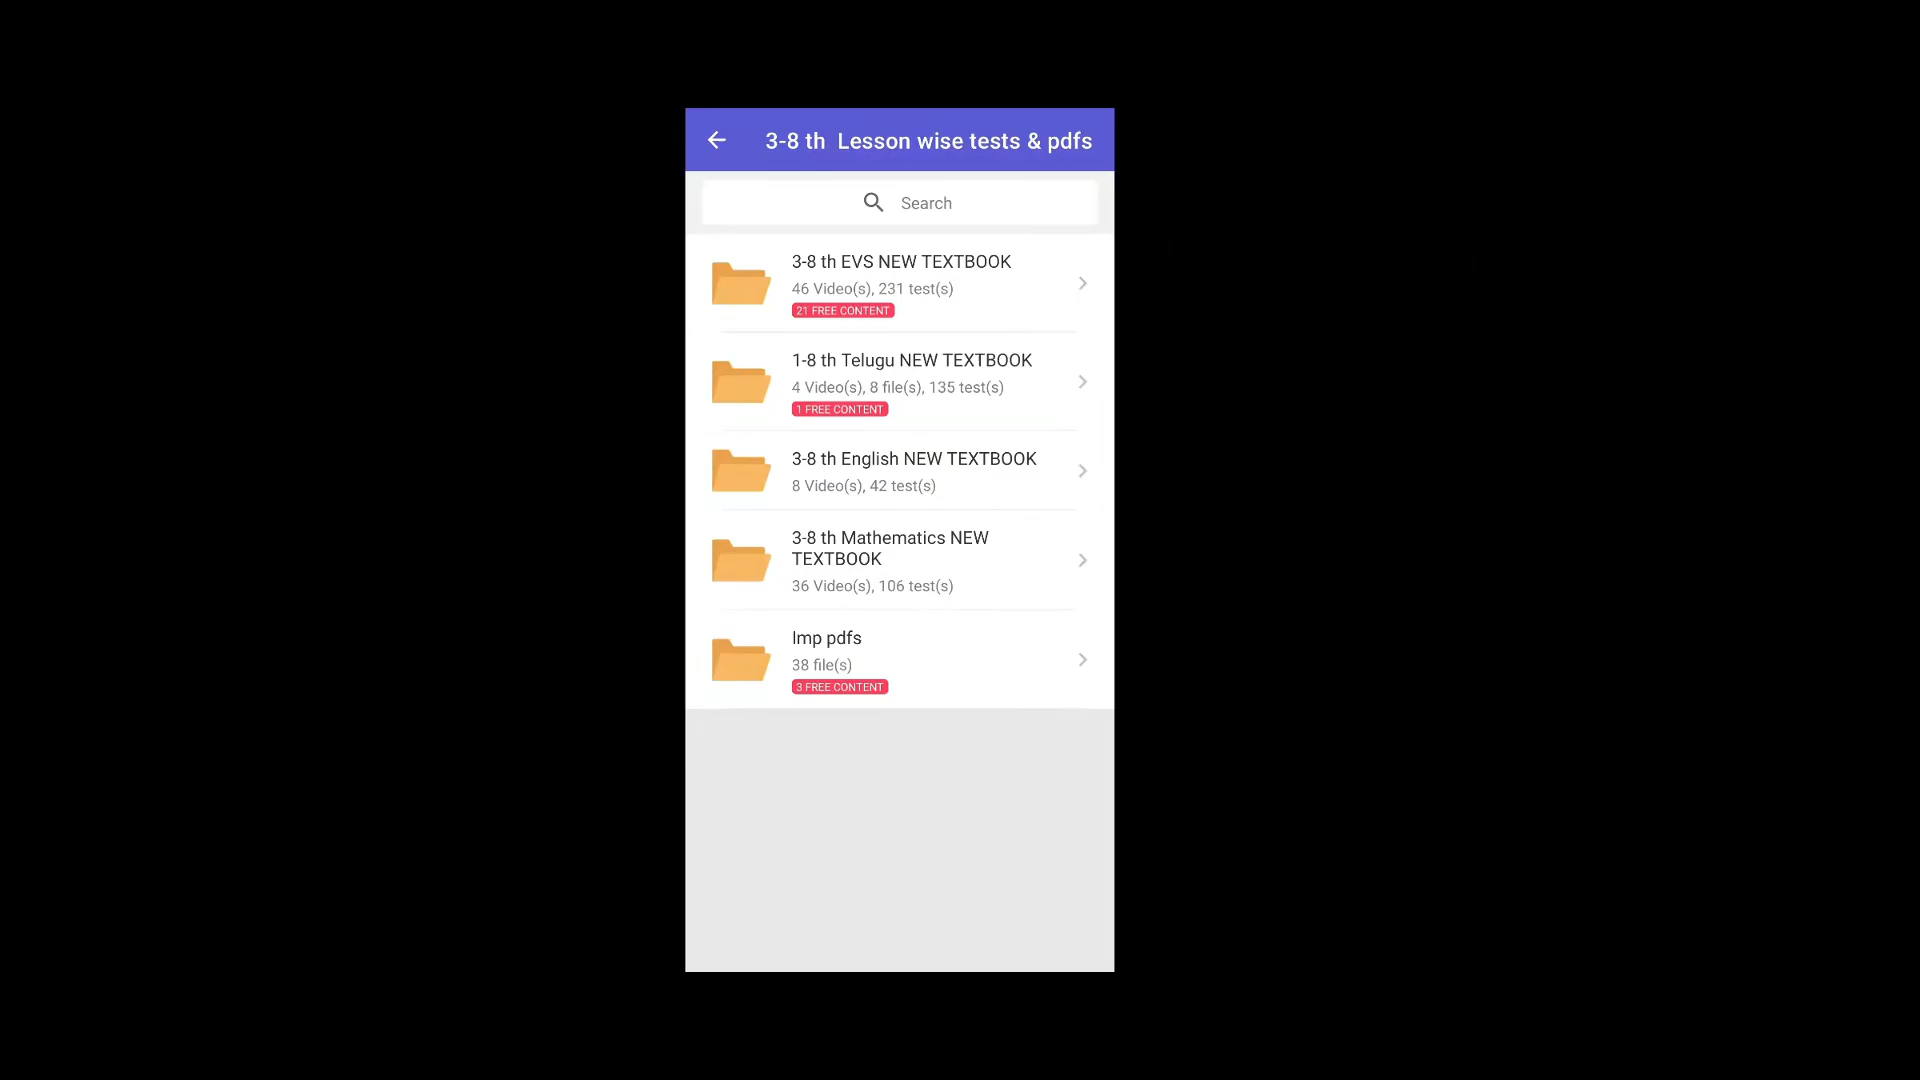 3-8 th Lesson wise tests & pdfs
Search
3-8 th EVS NEW TEXTBOOK
46 Video(s), 231 test(s)
21 FREE CONTENT
1-8 th Telugu NEW TEXTBOOK
4 Video(s), 8 file(s), 135 test(s)
1 FREE CONTENT
3-8 th English NEW TEXTBOOK
8 Video(s), 42 test(s)
3-8 th Mathematics NEW
TEXTBOOK
36 Video(s), 106 test(s)
Imp pdfs
38 file(s)
3 FREE CONTENT